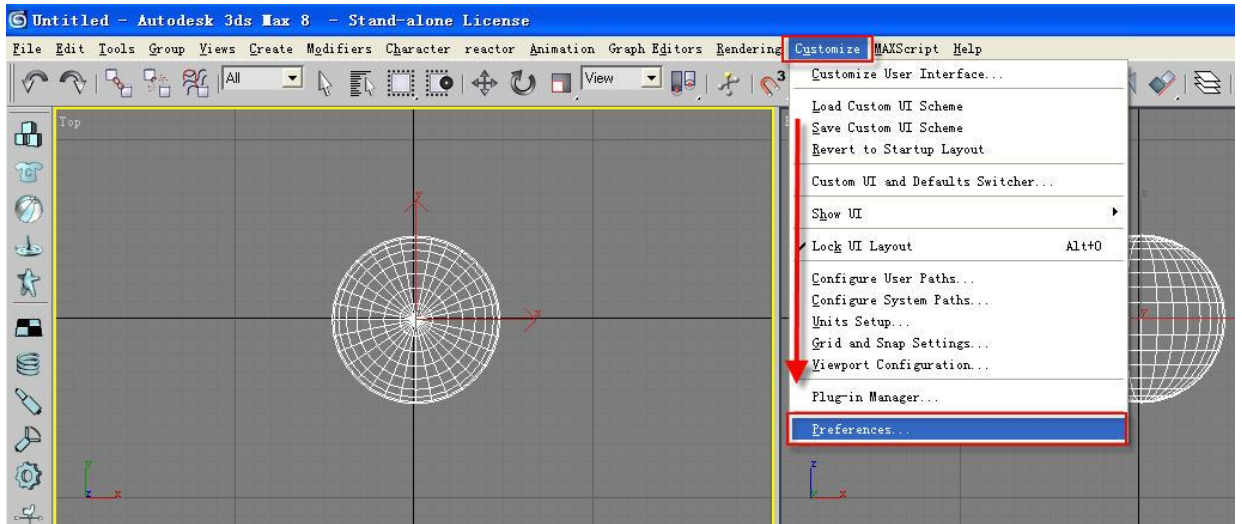 Untitled - Autodesk 3ds Max 8 - Stand-alone License
File Edit Tools Group Views Create Modifiers Character reactor Animation Graph Editors Rendering Customize MAXScript Help
All
View
3
Top
Customize User Interface...
Load Custom UI Scheme
Save Custom UI Scheme
Revert to Startup Layout
Custom UI and Defaults Switcher...
Show UI
Lock UI Layout Alt+0
Configure User Paths...
Configure System Paths...
Units Setup...
Grid and Snap Settings...
Viewport Configuration...
Plug-in Manager...
Preferences...
y
x
y
z x
z
y x